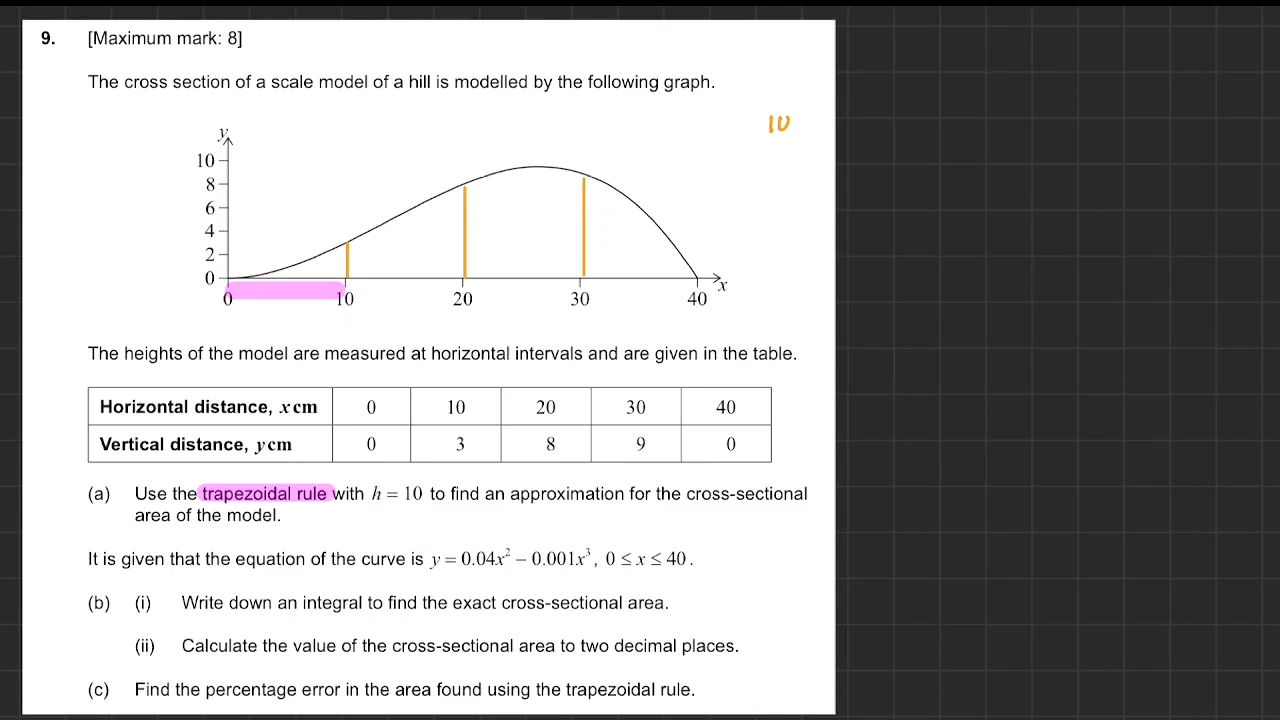 9. [Maximum mark: 8]
The cross section of a scale model of a hill is modelled by the following graph.
10
y
10
8
6
4
2
0
0 10 20 30 40 x
The heights of the model are measured at horizontal intervals and are given in the table.
Horizontal distance, x cm 0 10 20 30 40
Vertical distance, y cm 0 3 8 9 0
(a) Use the trapezoidal rule with h = 10 to find an approximation for the cross-sectional
area of the model.
It is given that the equation of the curve is y = 0.04x² − 0.001x³, 0 ≤ x ≤ 40.
(b) (i) Write down an integral to find the exact cross-sectional area.
(ii) Calculate the value of the cross-sectional area to two decimal places.
(c) Find the percentage error in the area found using the trapezoidal rule.